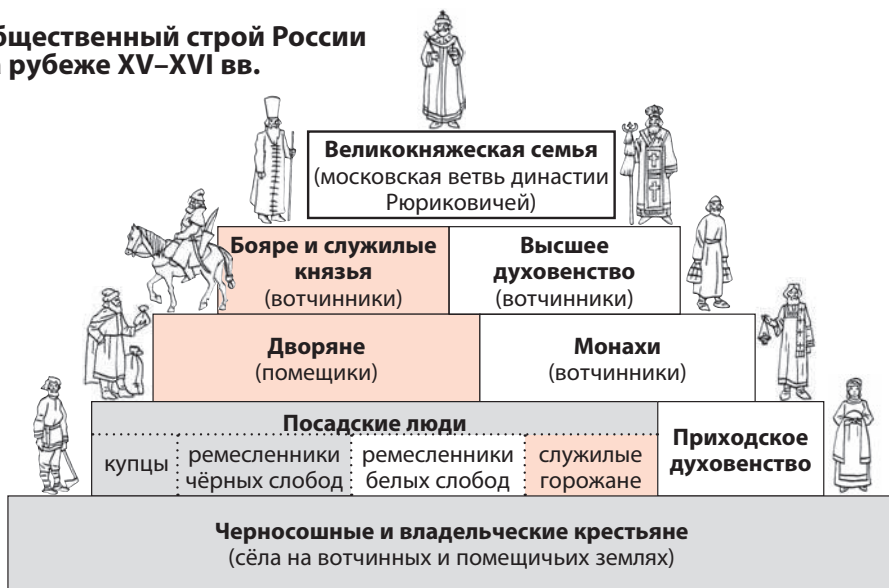 бщественный строй России
рубеже XV–XVI вв.
Великокняжеская семья
(московская ветвь династии
Рюриковичей)
Бояре и служилые
князья
(вотчинники)
Высшее
духовенство
(вотчинники)
Дворяне
(помещики)
Монахи
(вотчинники)
Посадские люди
купцы
ремесленники
чёрных слобод
ремесленники
белых слобод
служилые
горожане
Приходское
духовенство
Черносошные и владельческие крестьяне
(сёла на вотчинных и помещичьих землях)